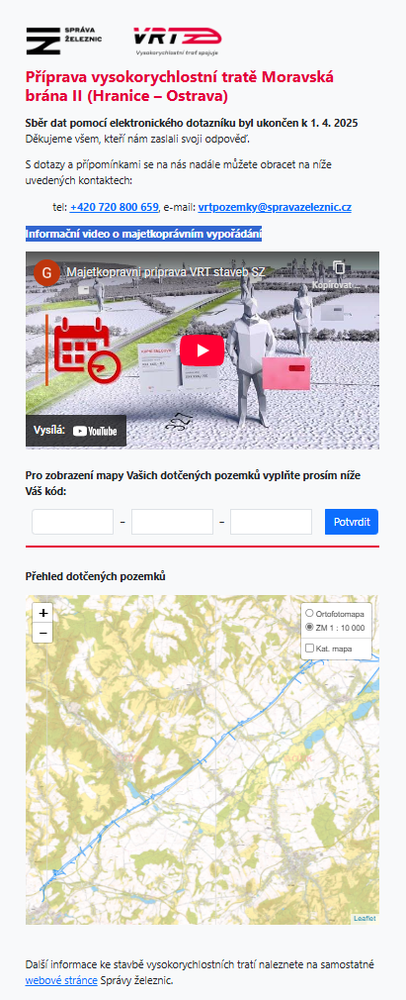 SPRÁVA
ŽELEZNIC
VRT
Vysokorychlostní trať spojuje
Příprava vysokorychlostní tratě Moravská
brána II (Hranice – Ostrava)
Sběr dat pomocí elektronického dotazníku byl ukončen k 1. 4. 2025
Děkujeme všem, kteří nám zaslali svoji odpověď.
S dotazy a přípomínkami se na nás nadále můžete obracet na níže
uvedených kontaktech:
tel: +420 720 800 659, e-mail: vrtpozemky@spravazeleznic.cz
Informační video o majetkoprávním vypořádání
G
Majetkopravni priprava VRT staveb SZ
Kopírovat...
Vysílá: YouTube
Pro zobrazení mapy Vašich dotčených pozemků vyplňte prosím níže
Váš kód:
– – Potvrdit
Přehled dotčených pozemků
+
−
Ortofotomapa
ZM 1 : 10 000
Kat. mapa
Leaflet
Další informace ke stavbě vysokorychlostních tratí naleznete na samostatné
webové stránce Správy železnic.